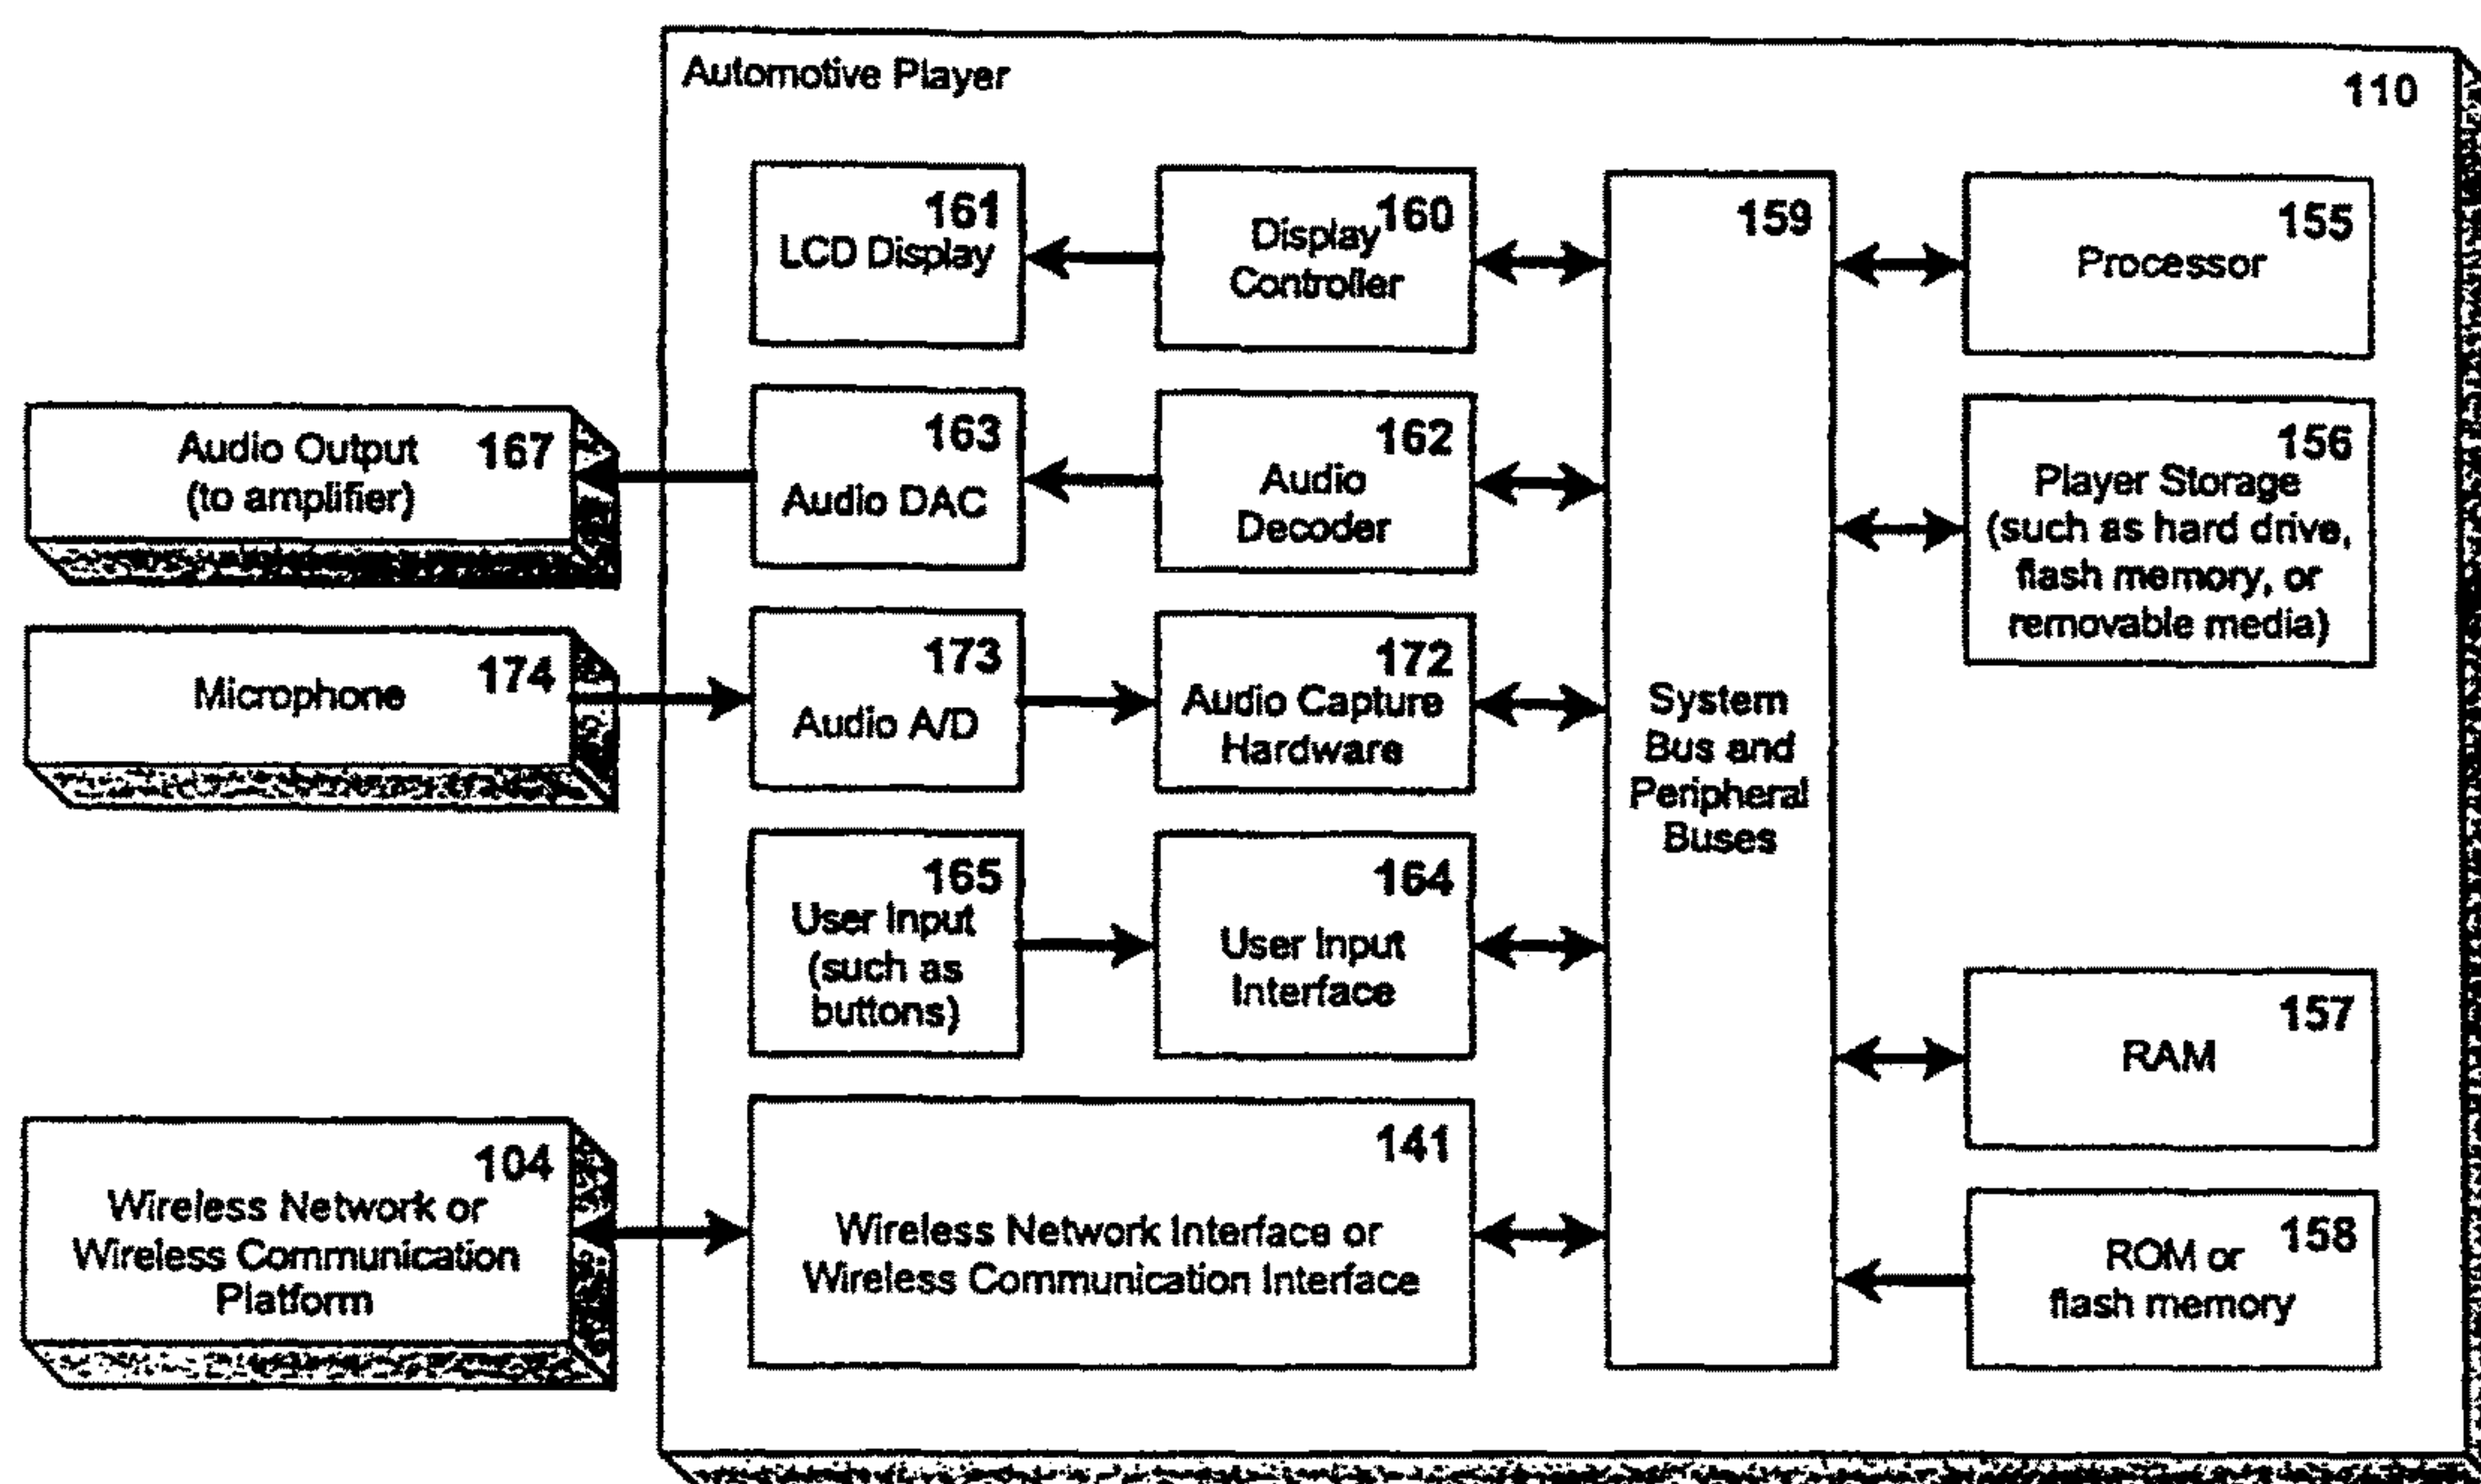 Automotive Player
110
161
LCD Display
160
Display
Controller
159
System
Bus and
Peripheral
Buses
155
Processor
Audio Output
(to amplifier)
167
163
Audio DAC
162
Audio
Decoder
156
Player Storage
(such as hard drive,
flash memory, or
removable media)
174
Microphone
173
Audio A/D
172
Audio Capture
Hardware
165
User Input
(such as
buttons)
164
User Input
Interface
157
RAM
104
Wireless Network or
Wireless Communication
Platform
141
Wireless Network Interface or
Wireless Communication Interface
158
ROM or
flash memory